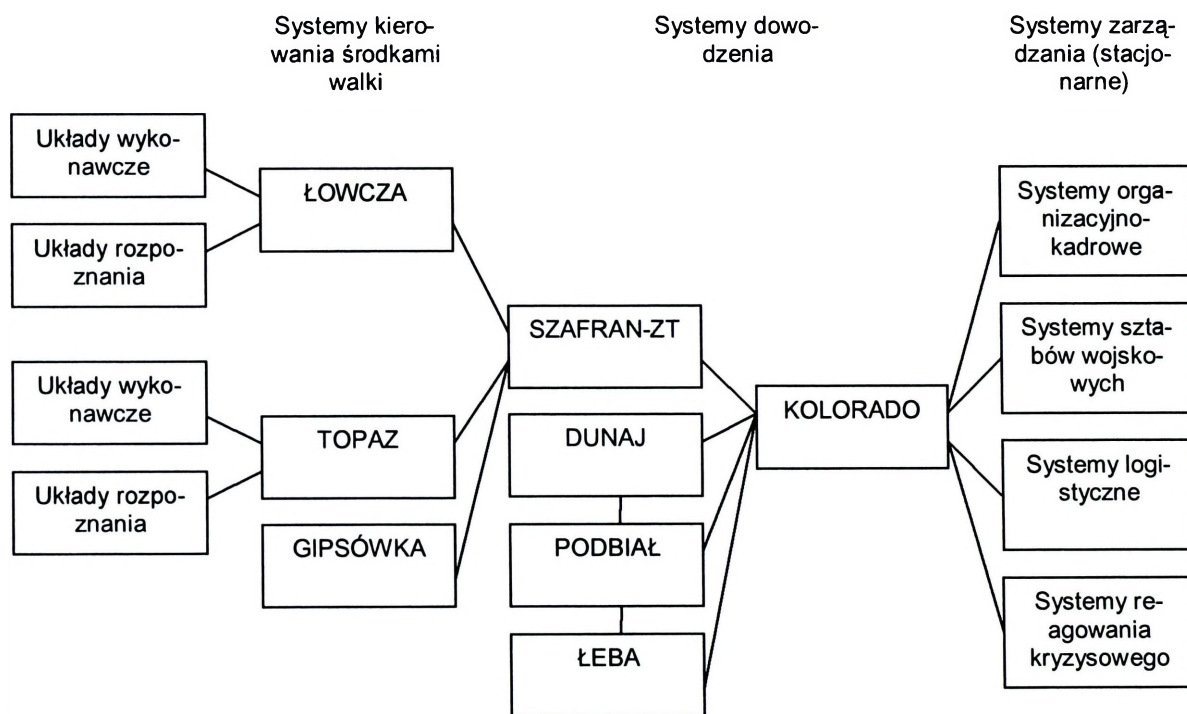 Systemy kiero-
wania środkami
walki
Systemy dowo-
dzenia
Systemy zarzą-
dzania (stacjo-
narne)
Układy wyko-
nawcze
Układy rozpo-
znania
ŁOWCZA
Układy wyko-
nawcze
Układy rozpo-
znania
TOPAZ
GIPSÓWKA
SZAFRAN-ZT
DUNAJ
PODBIAŁ
ŁEBA
KOLORADO
Systemy orga-
nizacyjno-
kadrowe
Systemy szta-
bów wojsko-
wych
Systemy logi-
styczne
Systemy re-
agowania
kryzysowego